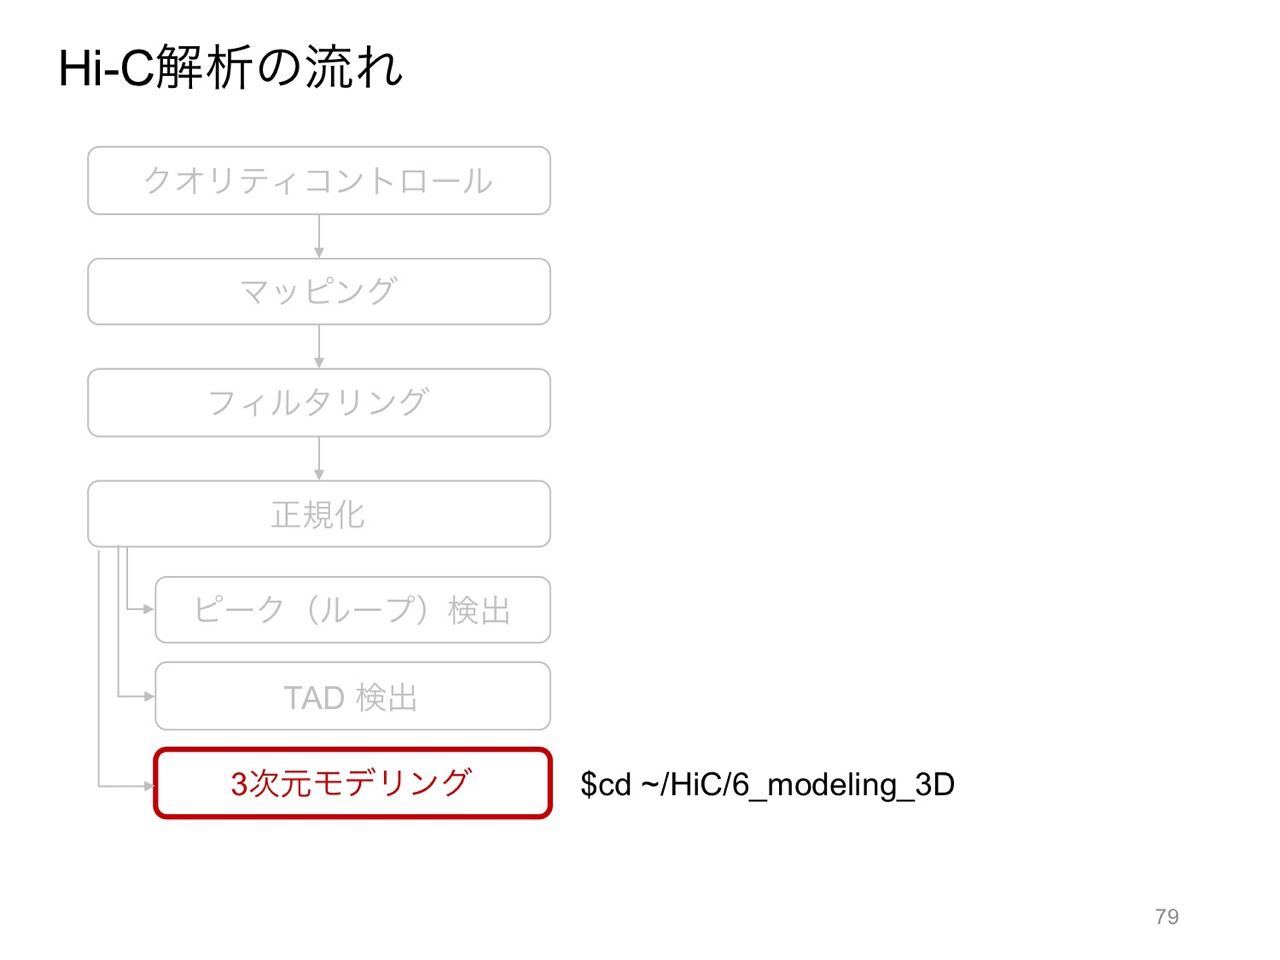 Hi-C解析の流れ
クオリティコントロール
マッピング
フィルタリング
正規化
ピーク（ループ）検出
TAD 検出
3次元モデリング
$cd ~/HiC/6_modeling_3D
79